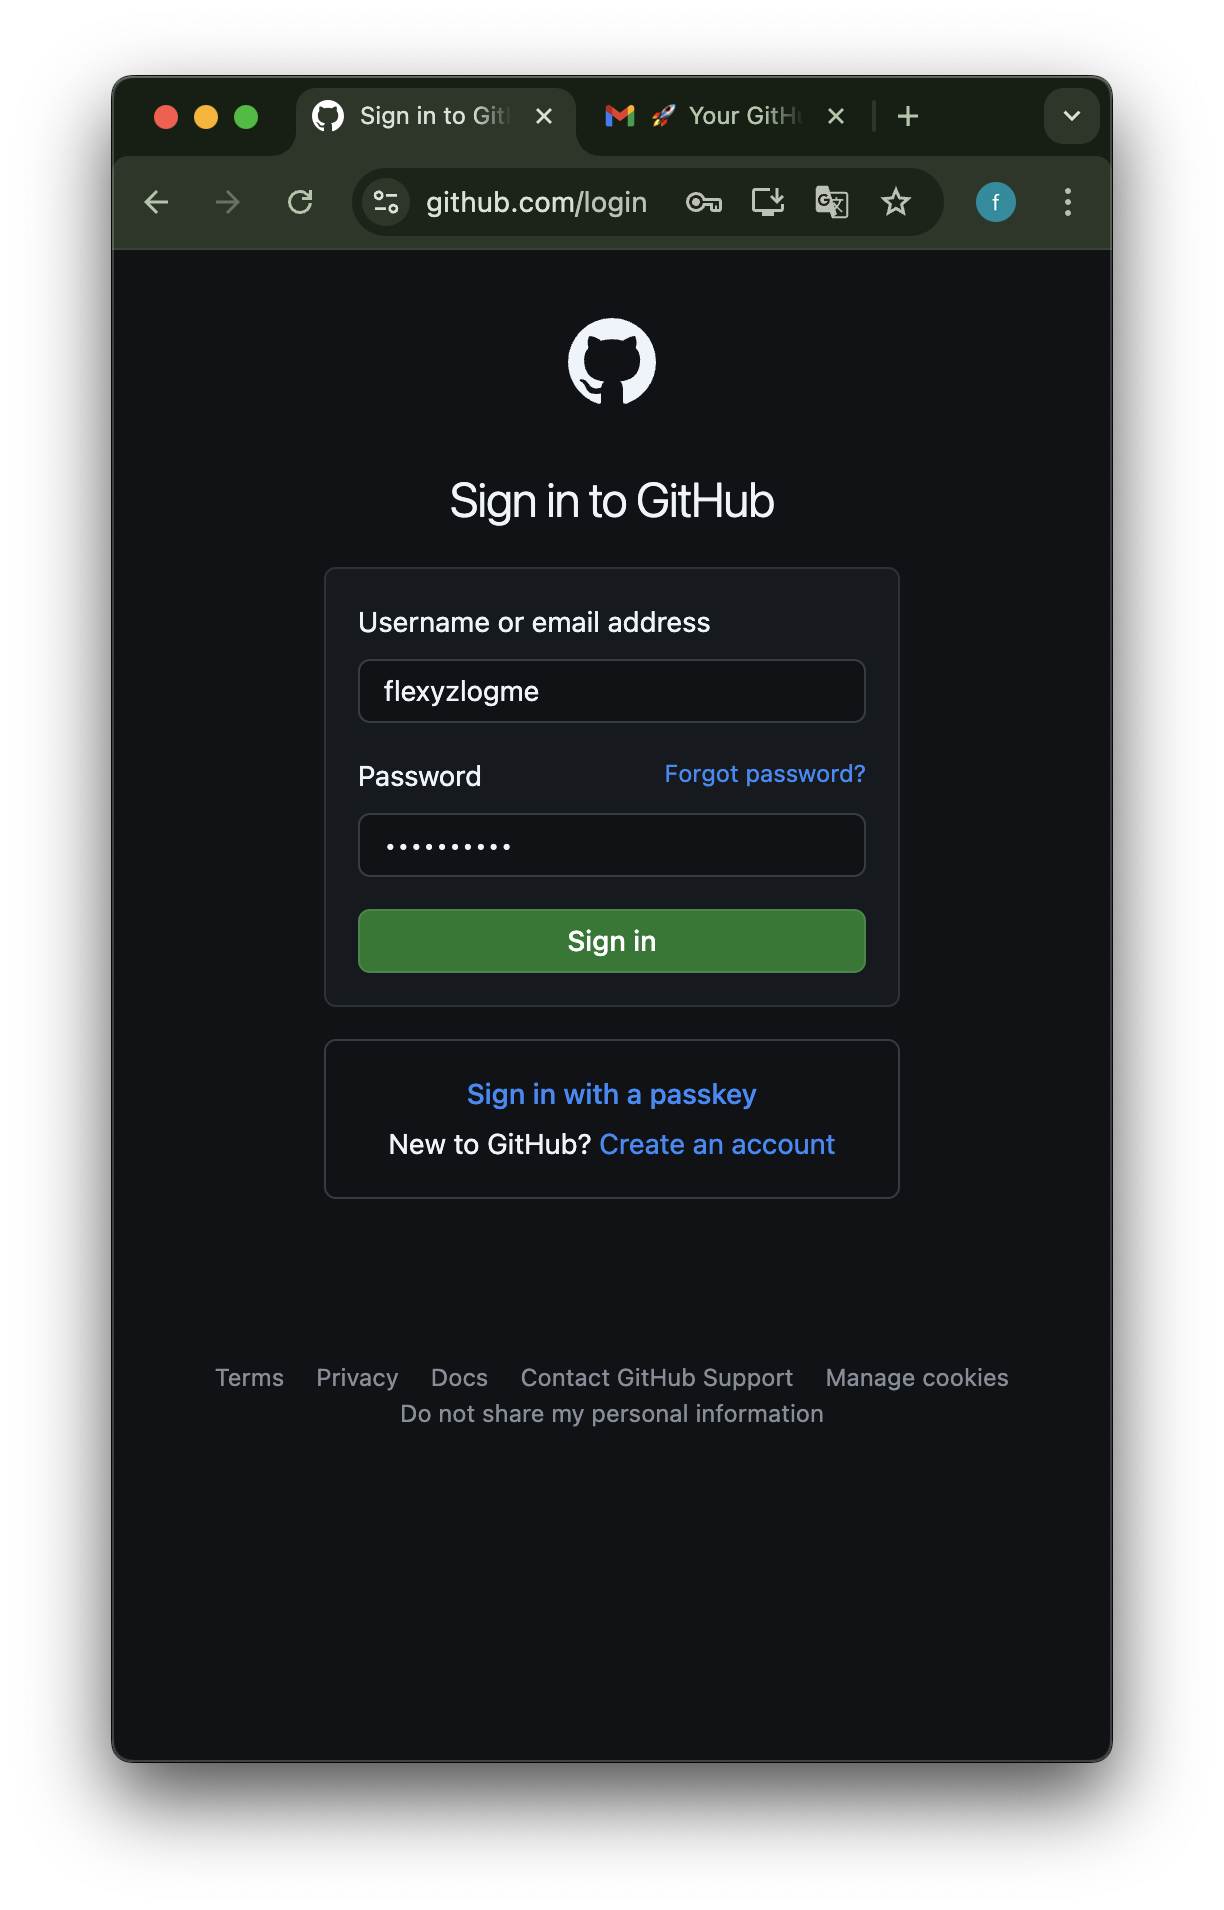 Sign in to Git
🚀 Your GitHu
github.com/login
f
Sign in to GitHub
Username or email address
flexyzlogme
Password Forgot password?
••••••••••
Sign in
Sign in with a passkey
New to GitHub? Create an account
Terms Privacy Docs Contact GitHub Support Manage cookies
Do not share my personal information